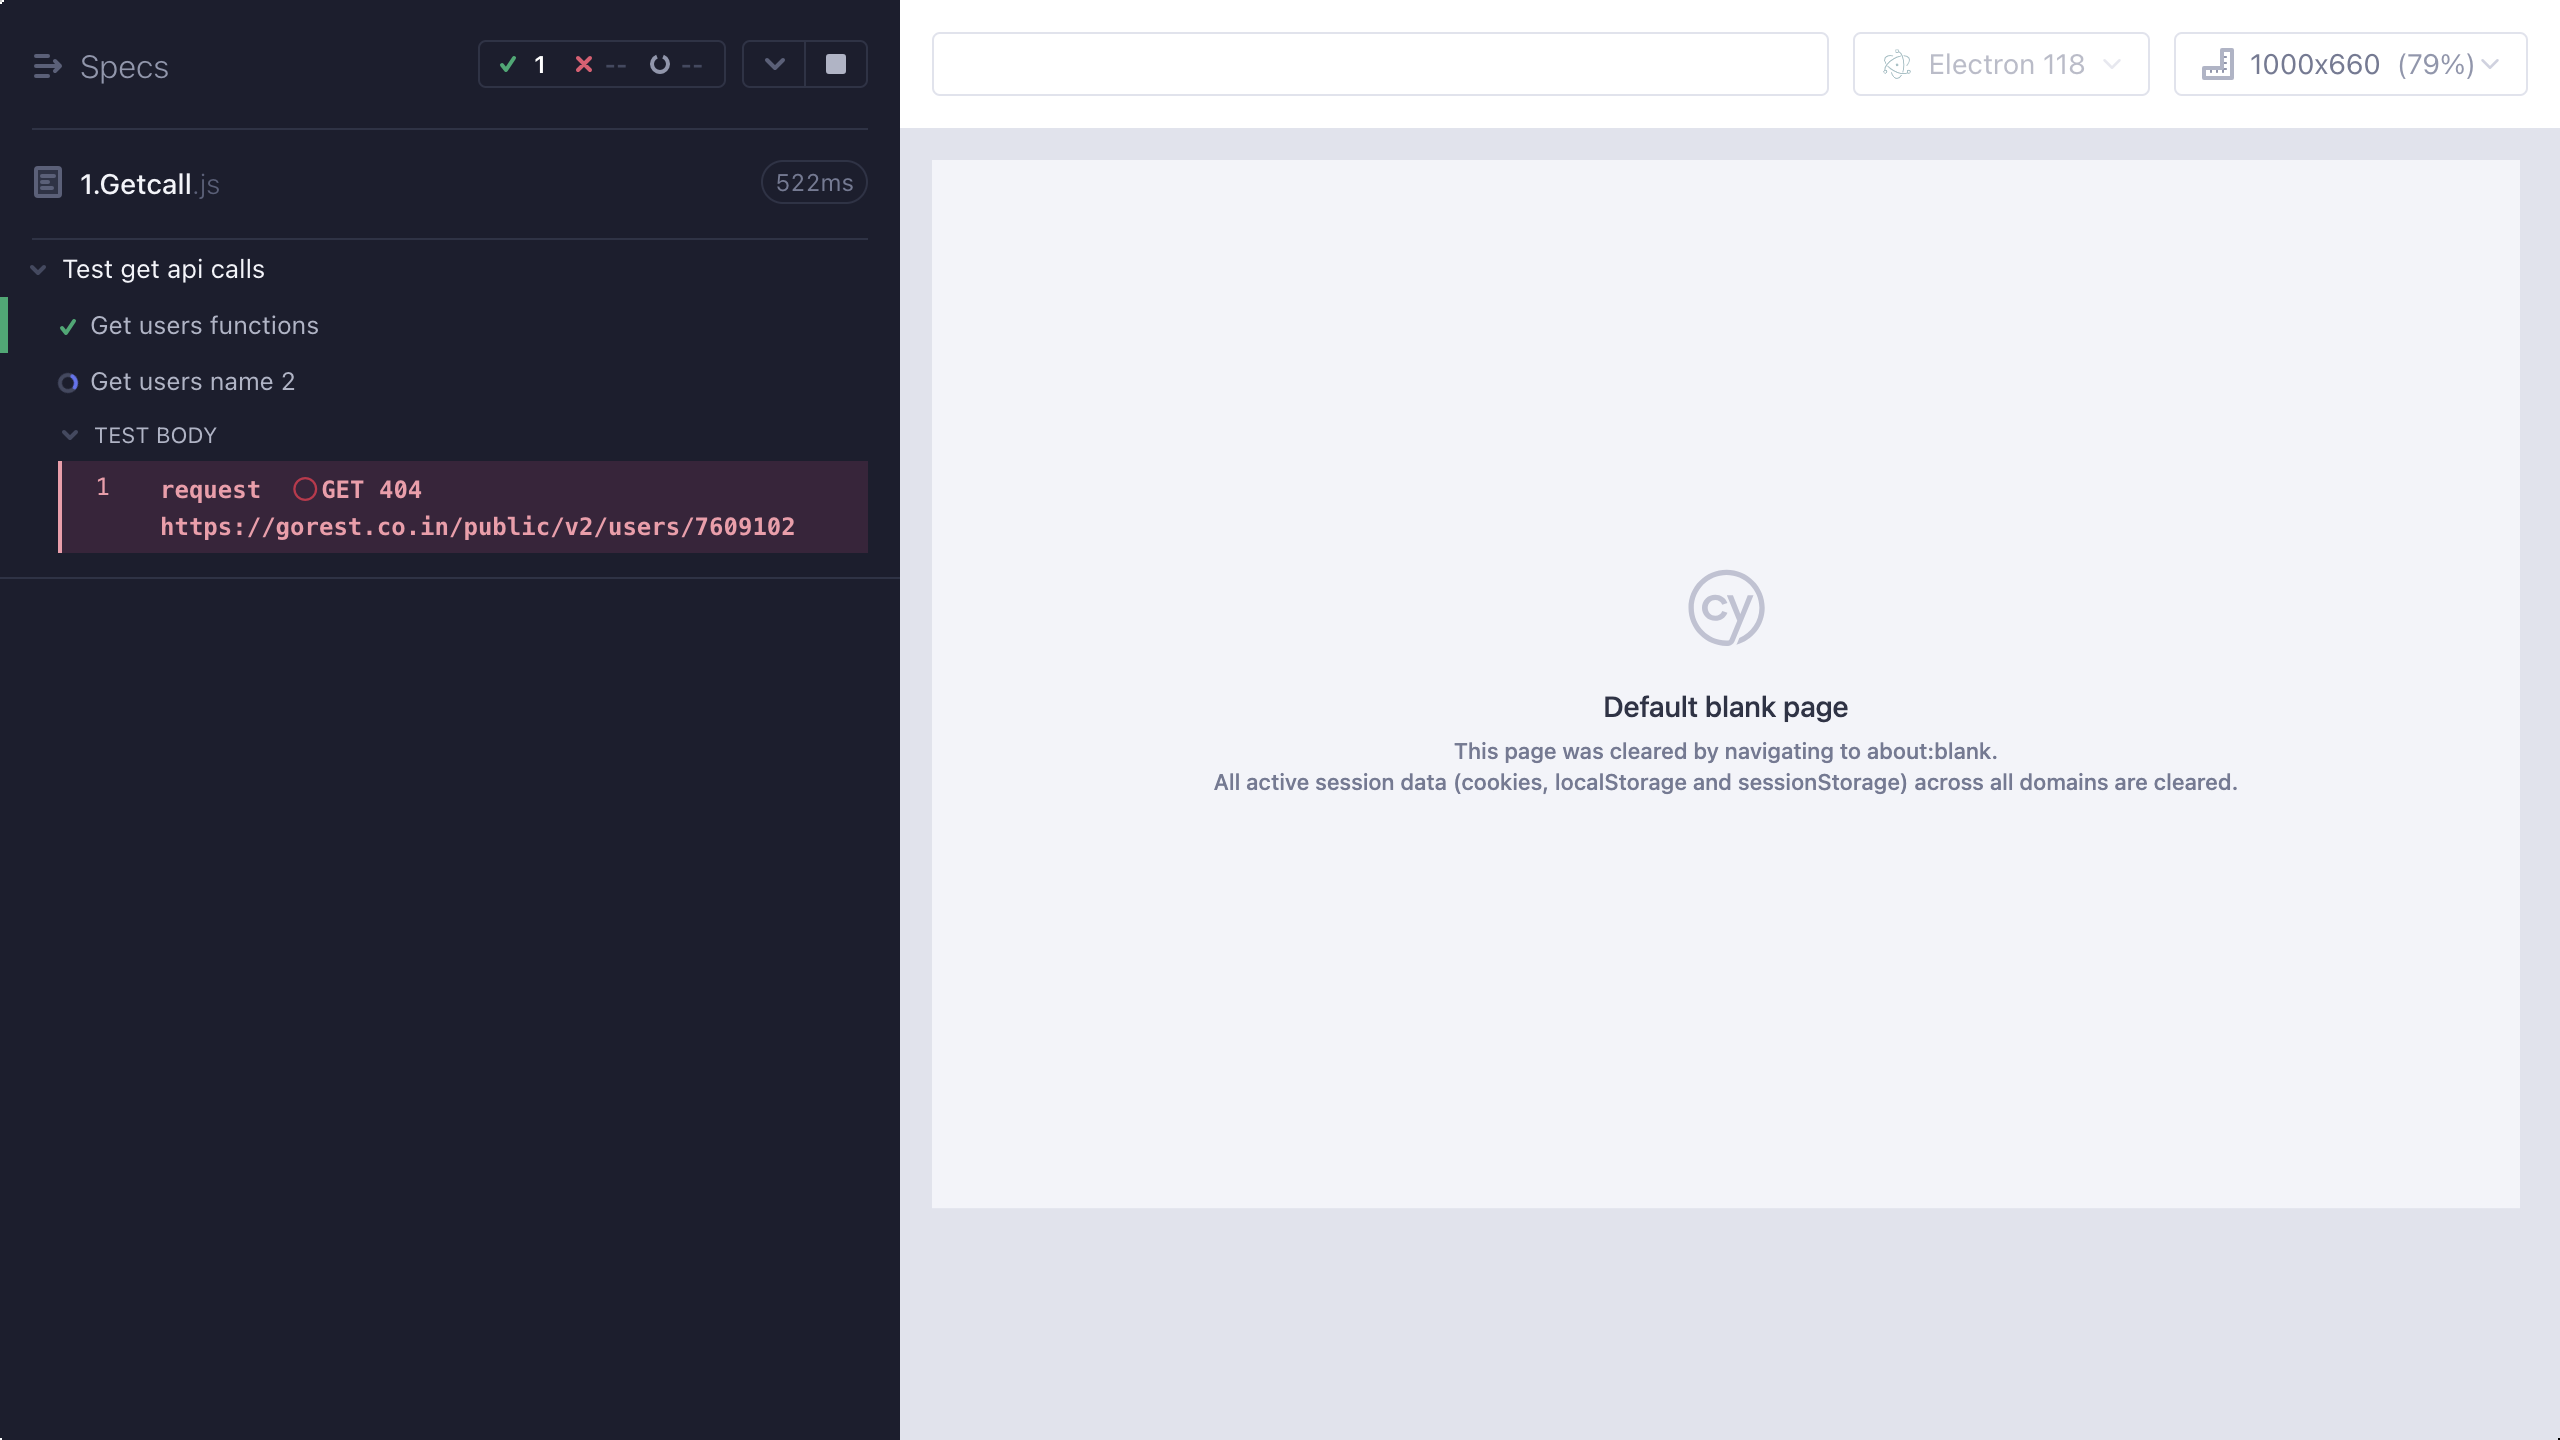 Specs
1 -- --
1.Getcall.js
522ms
Test get api calls
Get users functions
Get users name 2
TEST BODY
1 request GET 404
https://gorest.co.in/public/v2/users/7609102
Electron 118
1000x660 (79%)
cy
Default blank page
This page was cleared by navigating to about:blank.
All active session data (cookies, localStorage and sessionStorage) across all domains are cleared.